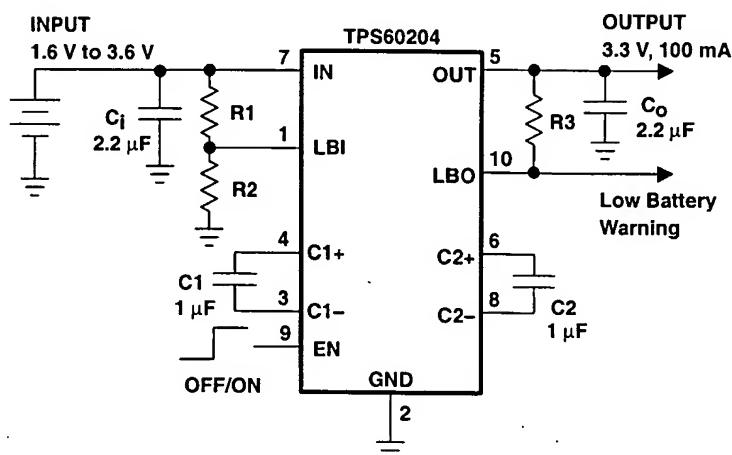 INPUT
1.6 V to 3.6 V
TPS60204
OUTPUT
3.3 V, 100 mA
7
IN
OUT
5
Ci
2.2 µF
R1
R3
Co
2.2 µF
1
LBI
10
LBO
R2
Low Battery
Warning
4
C1+
6
C2+
C1
1 µF
3
C1–
8
C2–
C2
1 µF
9
EN
OFF/ON
GND
2